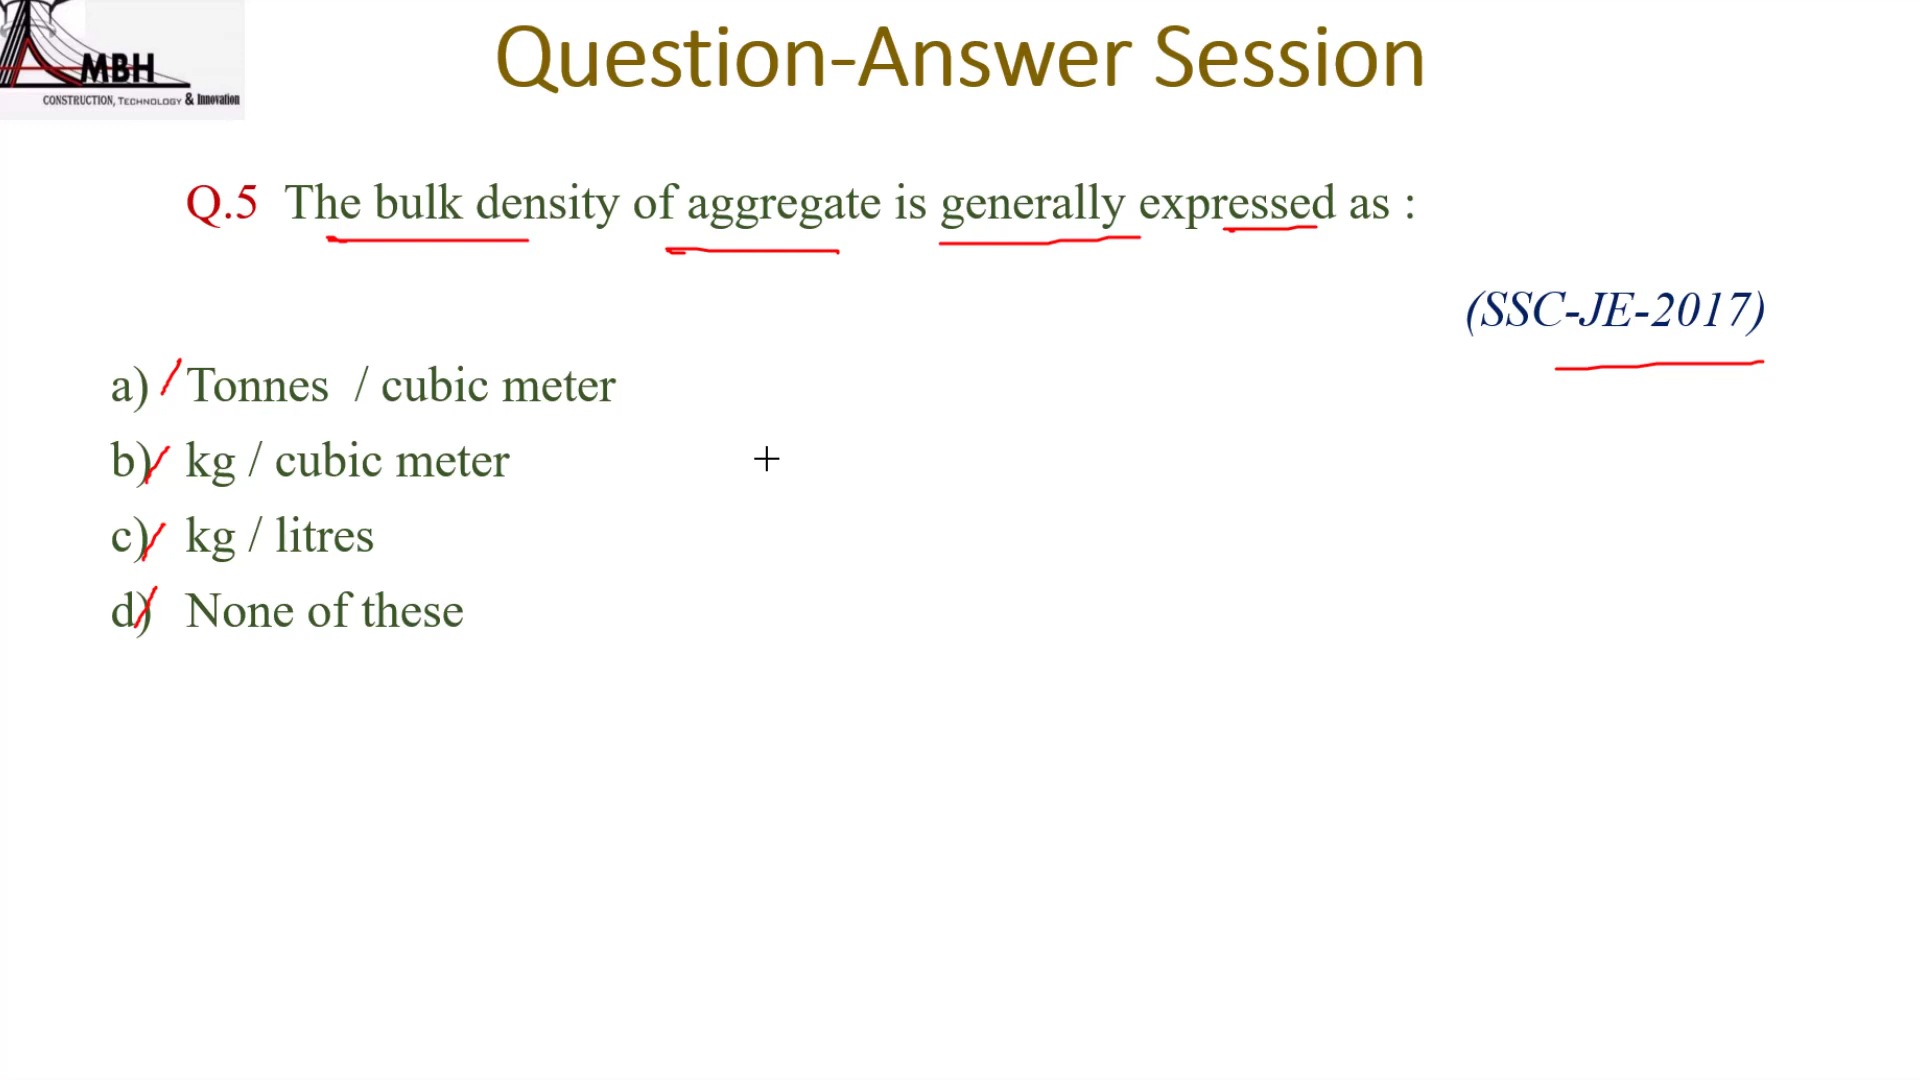 MBH
CONSTRUCTION, TECHNOLOGY & Innovation
Question-Answer Session
Q.5 The bulk density of aggregate is generally expressed as :
(SSC-JE-2017)
a) Tonnes / cubic meter
b) kg / cubic meter
c) kg / litres
d) None of these